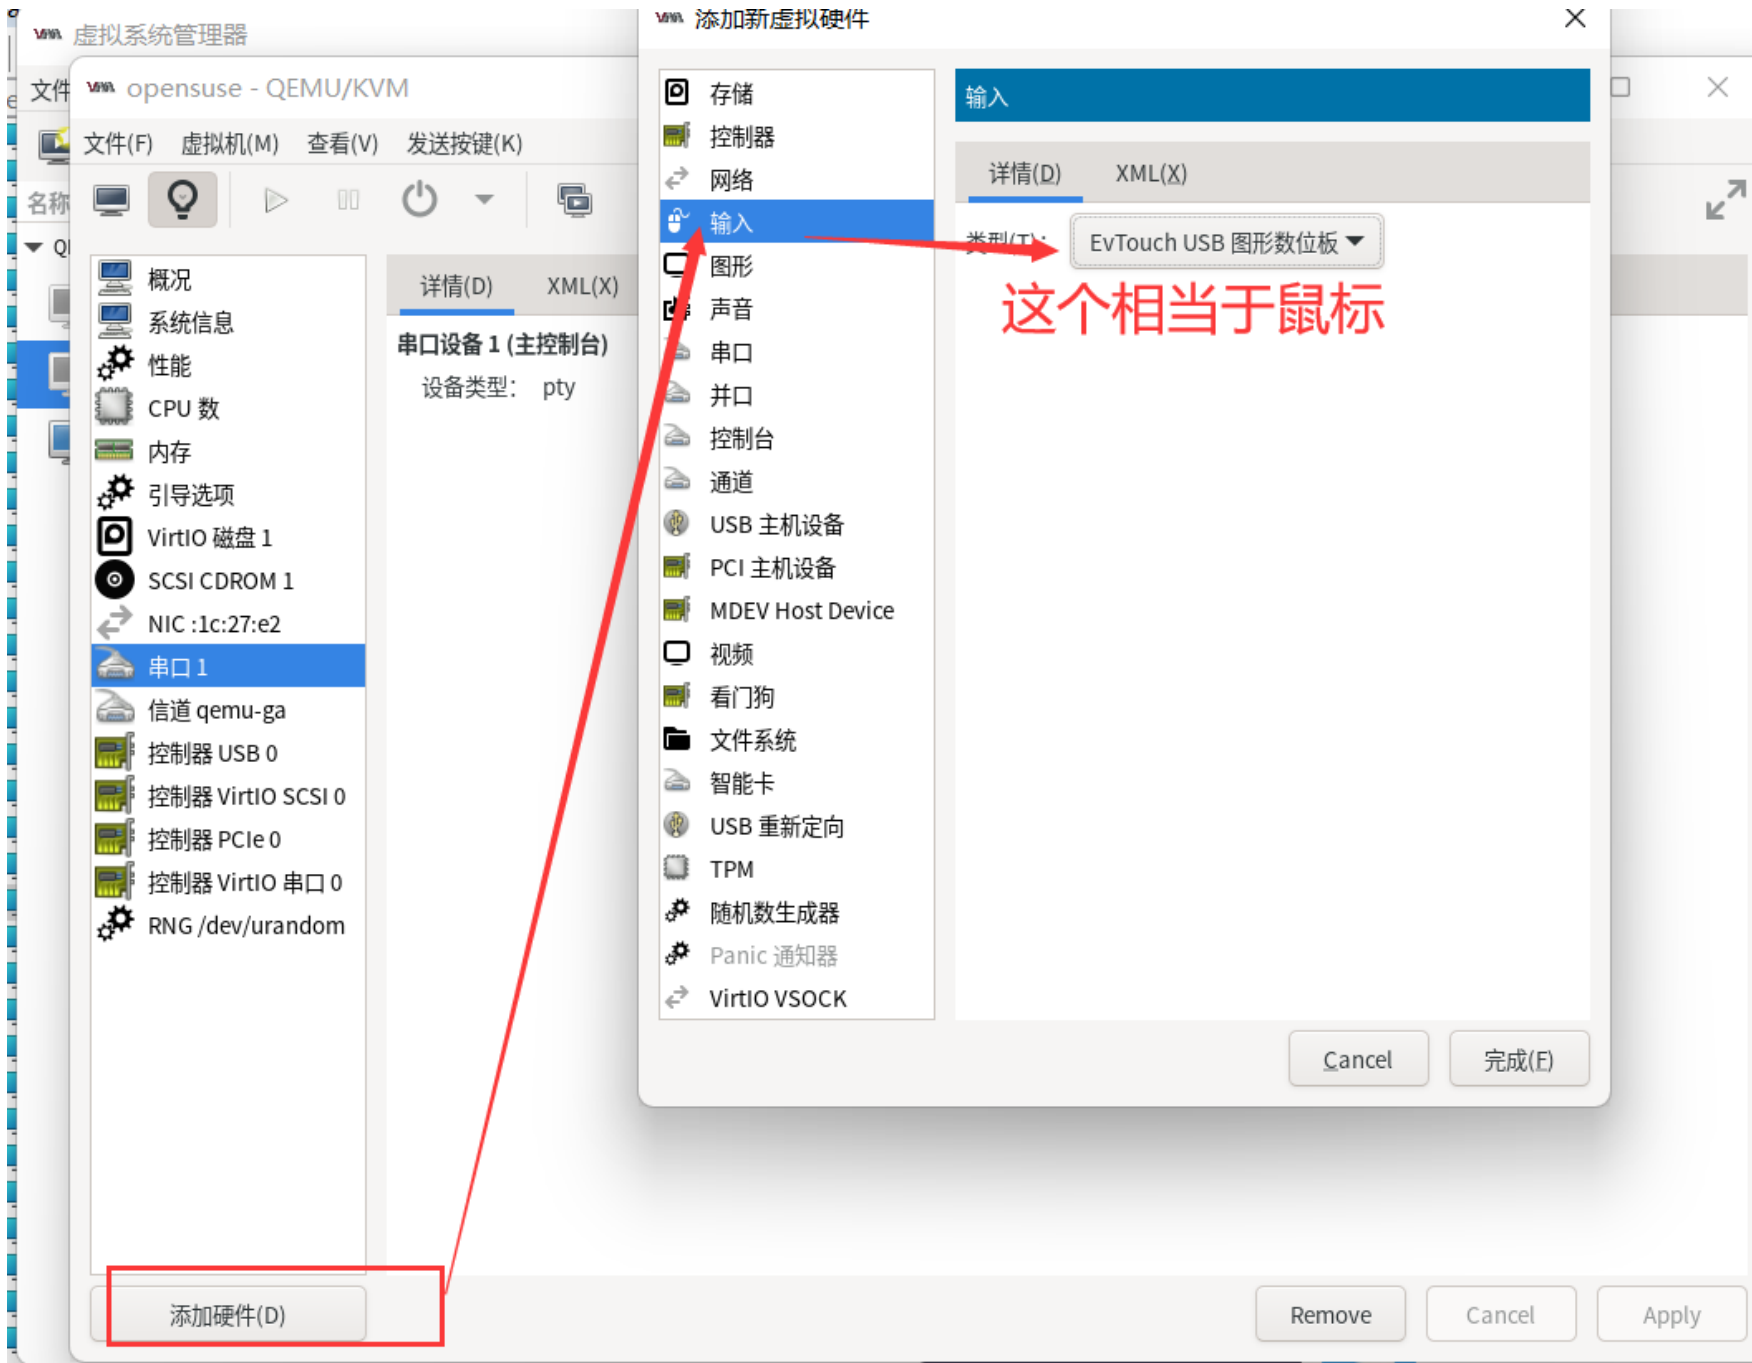 虚拟系统管理器
文件
名称
opensuse - QEMU/KVM
文件(F) 虚拟机(M) 查看(V) 发送按键(K)
概况
系统信息
性能
CPU 数
内存
引导选项
VirtIO 磁盘 1
SCSI CDROM 1
NIC :1c:27:e2
串口 1
信道 qemu-ga
控制器 USB 0
控制器 VirtIO SCSI 0
控制器 PCIe 0
控制器 VirtIO 串口 0
RNG /dev/urandom
添加硬件(D)
详情(D) XML(X)
串口设备 1 (主控制台)
设备类型： pty
添加新虚拟硬件
存储
控制器
网络
输入
图形
声音
串口
并口
控制台
通道
USB 主机设备
PCI 主机设备
MDEV Host Device
视频
看门狗
文件系统
智能卡
USB 重新定向
TPM
随机数生成器
Panic 通知器
VirtIO VSOCK
输入
详情(D) XML(X)
类型(T)： EvTouch USB 图形数位板
这个相当于鼠标
Cancel 完成(F)
Remove Cancel Apply